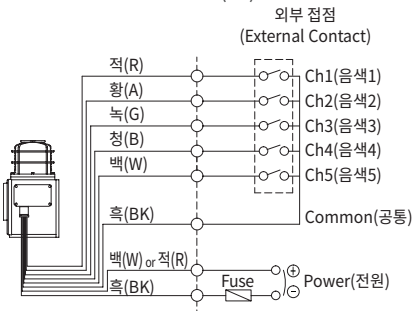 외부 접점
(External Contact)
적(R) Ch1(음색1)
황(A) Ch2(음색2)
녹(G) Ch3(음색3)
청(B) Ch4(음색4)
백(W) Ch5(음색5)
흑(BK) Common(공통)
백(W) or 적(R)
흑(BK) Fuse ⊕ ⊖ Power(전원)